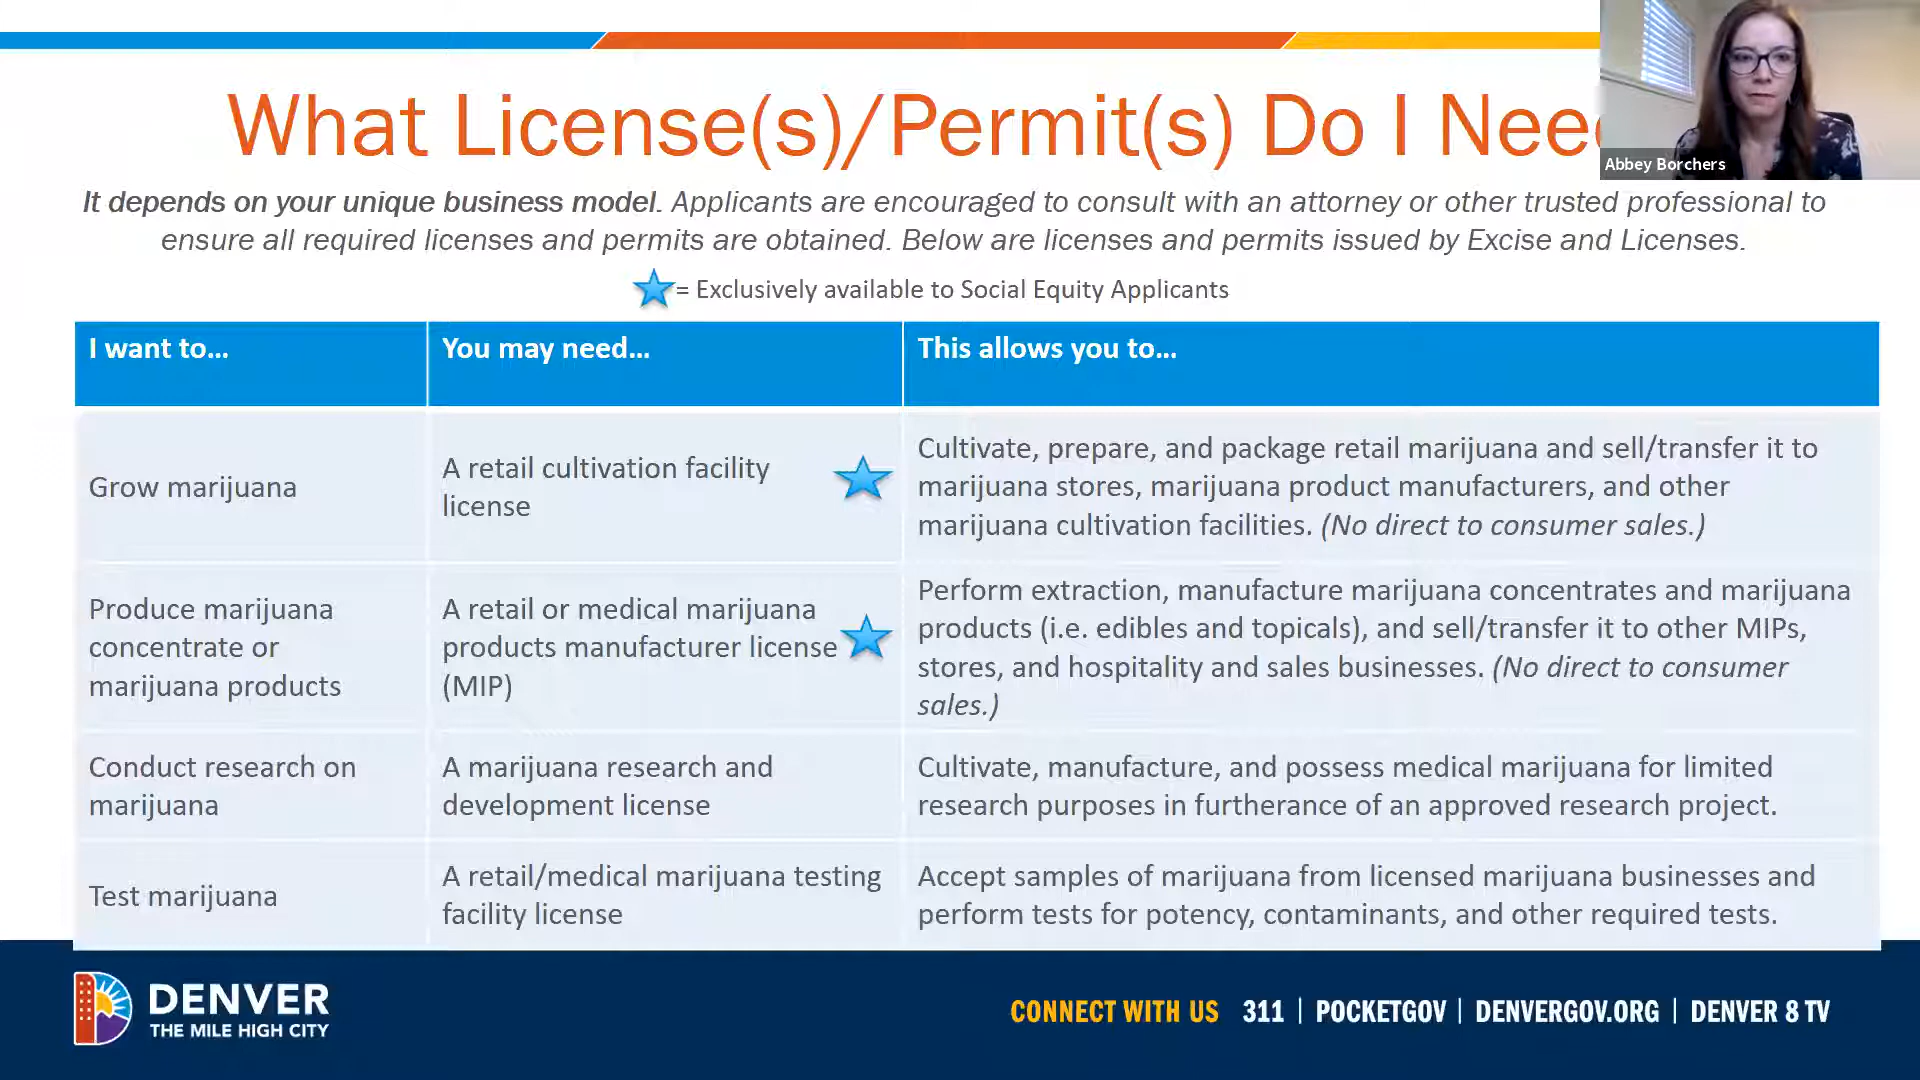 What License(s)/Permit(s) Do I Nee
Abbey Borchers
It depends on your unique business model. Applicants are encouraged to consult with an attorney or other trusted professional to
ensure all required licenses and permits are obtained. Below are licenses and permits issued by Excise and Licenses.
= Exclusively available to Social Equity Applicants
I want to...
You may need...
This allows you to...
Grow marijuana
A retail cultivation facility
license
Cultivate, prepare, and package retail marijuana and sell/transfer it to
marijuana stores, marijuana product manufacturers, and other
marijuana cultivation facilities. (No direct to consumer sales.)
Produce marijuana
concentrate or
marijuana products
A retail or medical marijuana
products manufacturer license
(MIP)
Perform extraction, manufacture marijuana concentrates and marijuana
products (i.e. edibles and topicals), and sell/transfer it to other MIPs,
stores, and hospitality and sales businesses. (No direct to consumer
sales.)
Conduct research on
marijuana
A marijuana research and
development license
Cultivate, manufacture, and possess medical marijuana for limited
research purposes in furtherance of an approved research project.
Test marijuana
A retail/medical marijuana testing
facility license
Accept samples of marijuana from licensed marijuana businesses and
perform tests for potency, contaminants, and other required tests.
DENVER
THE MILE HIGH CITY
CONNECT WITH US 311 | POCKETGOV | DENVERGOV.ORG | DENVER 8 TV